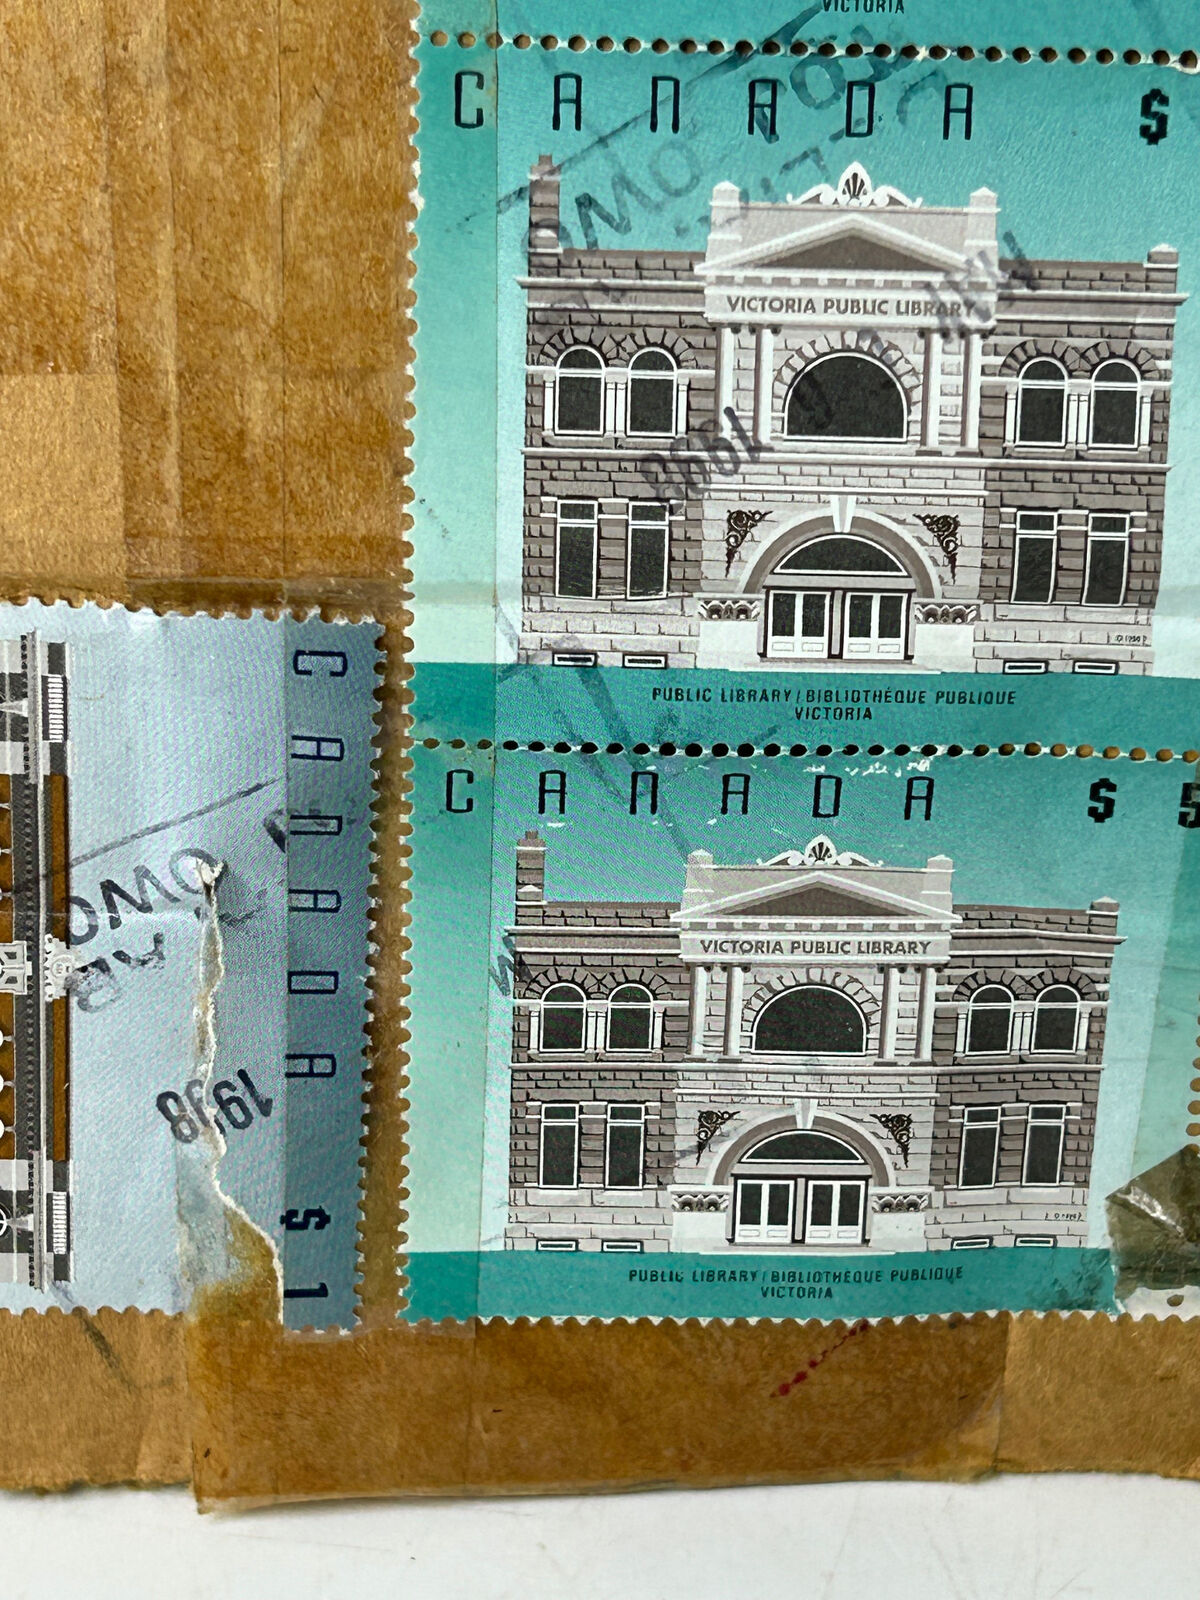 VICTORIA
CANADA $
VICTORIA PUBLIC LIBRARY
1998
PUBLIC LIBRARY / BIBLIOTHÈQUE PUBLIQUE
VICTORIA
CANADA $ 5
VICTORIA PUBLIC LIBRARY
PUBLIC LIBRARY / BIBLIOTHÈQUE PUBLIQUE
VICTORIA
CANADA $1
1998